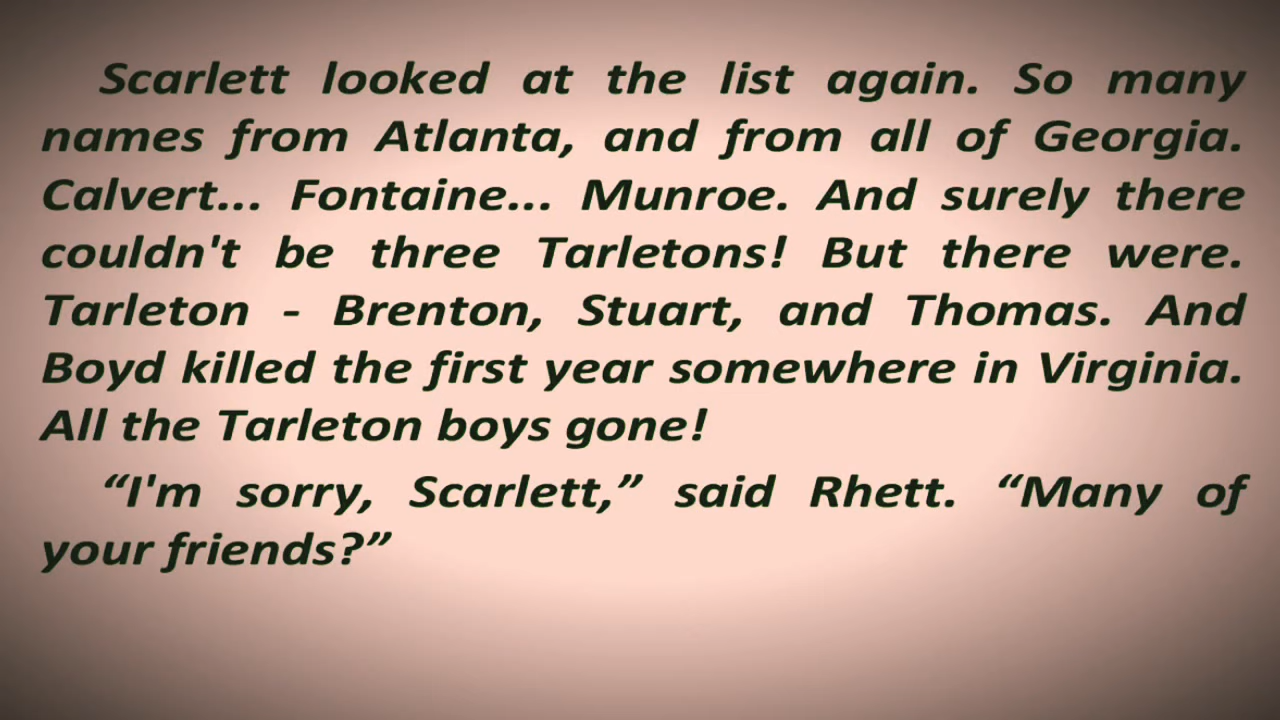 Scarlett looked at the list again. So many
names from Atlanta, and from all of Georgia.
Calvert... Fontaine... Munroe. And surely there
couldn't be three Tarletons! But there were.
Tarleton - Brenton, Stuart, and Thomas. And
Boyd killed the first year somewhere in Virginia.
All the Tarleton boys gone!
“I'm sorry, Scarlett,” said Rhett. “Many of
your friends?”